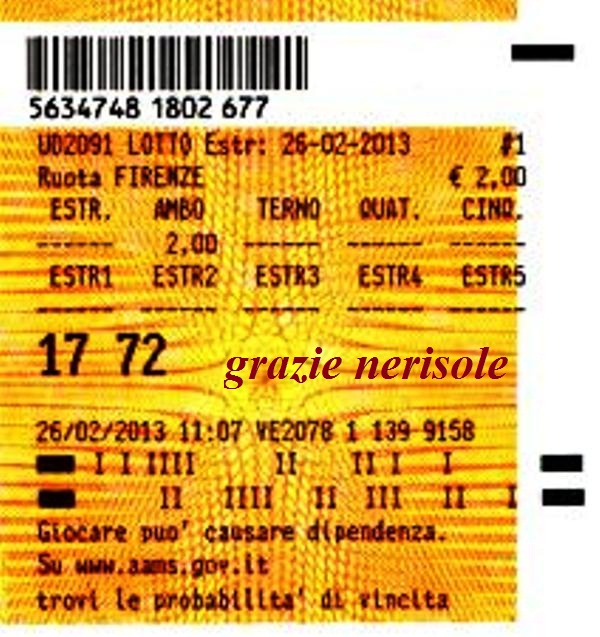 5634748 1802 677
U02091 LOTTO Estr: 26-02-2013 #1
Ruota FIRENZE € 2,00
ESTR. AMBO TERNO QUAT. CINQ.
------ 2,00 ------ ------ ------
ESTR1 ESTR2 ESTR3 ESTR4 ESTR5
------ ------ ------ ------ ------
17 72
grazie nerisole
26/02/2013 11:07 VE2078 1 139 9158
Giocare puo' causare dipendenza.
Su www.aams.gov.it
trovi le probabilita' di vincita